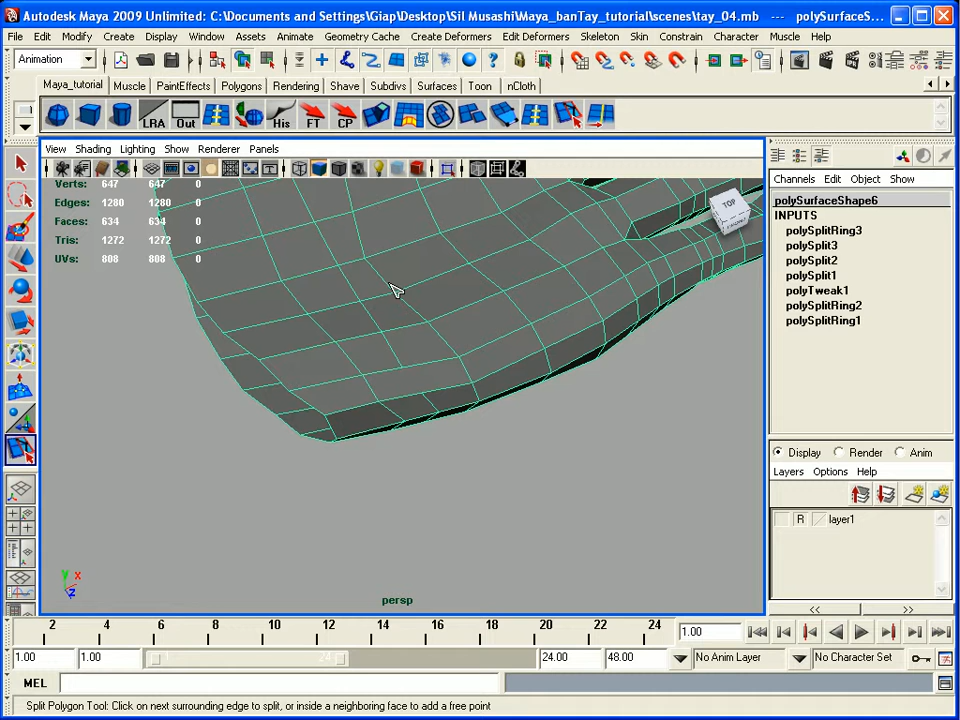 Autodesk Maya 2009 Unlimited: C:\Documents and Settings\Giap\Desktop\Sil Musashi\Maya_banTay_tutorial\scenes\tay_04.mb --- polySurfaceS...
File Edit Modify Create Display Window Assets Animate Geometry Cache Create Deformers Edit Deformers Skeleton Skin Constrain Character Muscle Help
Animation
Maya_tutorial Muscle PaintEffects Polygons Rendering Shave Subdivs Surfaces Toon nCloth
LRA Out His FT CP
View Shading Lighting Show Renderer Panels
Verts: 647 647 0
Edges: 1280 1280 0
Faces: 634 634 0
Tris: 1272 1272 0
UVs: 808 808 0
TOP
y x
z
persp
Channels Edit Object Show
polySurfaceShape6
INPUTS
polySplitRing3
polySplit3
polySplit2
polySplit1
polyTweak1
polySplitRing2
polySplitRing1
Display Render Anim
Layers Options Help
R layer1
<< >>
2 4 6 8 10 12 14 16 18 20 22 24
1.00
1.00 1.00 24.00 48.00 No Anim Layer No Character Set
MEL
Split Polygon Tool: Click on next surrounding edge to split, or inside a neighboring face to add a free point